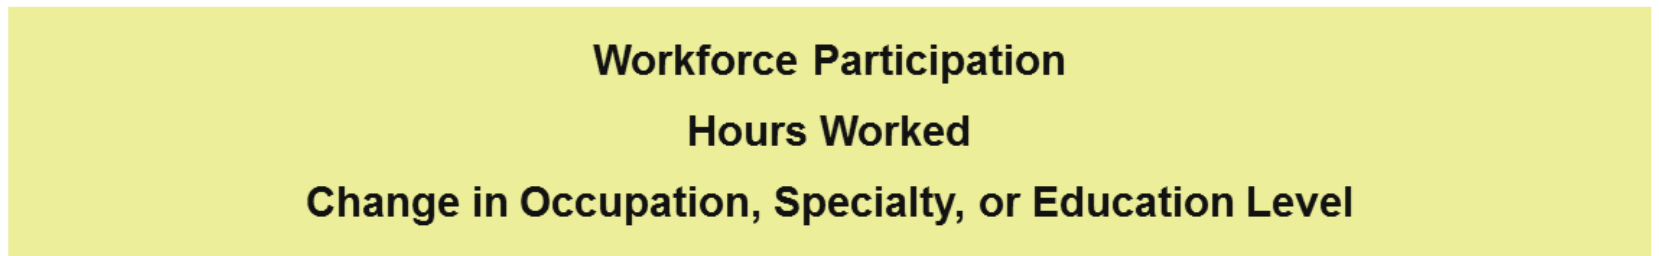 Workforce Participation
Hours Worked
Change in Occupation, Specialty, or Education Level